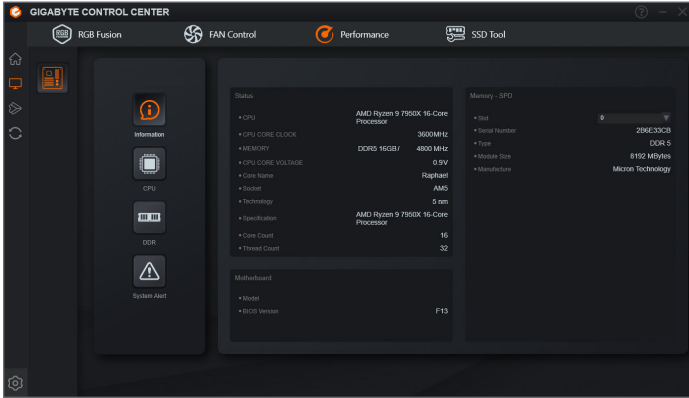 GIGABYTE CONTROL CENTER
RGB Fusion
FAN Control
Performance
SSD Tool
Information
CPU
DDR
System Alert
Status
CPU AMD Ryzen 9 7950X 16-Core
Processor
CPU CORE CLOCK 3600MHz
MEMORY DDR5 16GB / 4800 MHz
CPU CORE VOLTAGE 0.9V
Core Name Raphael
Socket AM5
Technology 5 nm
Specification AMD Ryzen 9 7950X 16-Core
Processor
Core Count 16
Thread Count 32
Motherboard
Model
BIOS Version F13
Memory - SPD
Slot 0
Serial Number 2B6E33CB
Type DDR 5
Module Size 8192 MBytes
Manufacture Micron Technology